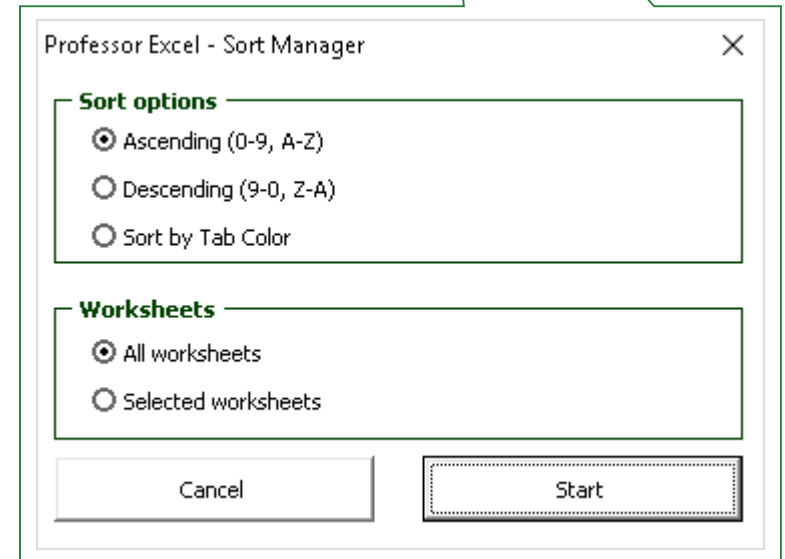 Professor Excel - Sort Manager
Sort options
Ascending (0-9, A-Z)
Descending (9-0, Z-A)
Sort by Tab Color
Worksheets
All worksheets
Selected worksheets
Cancel
Start